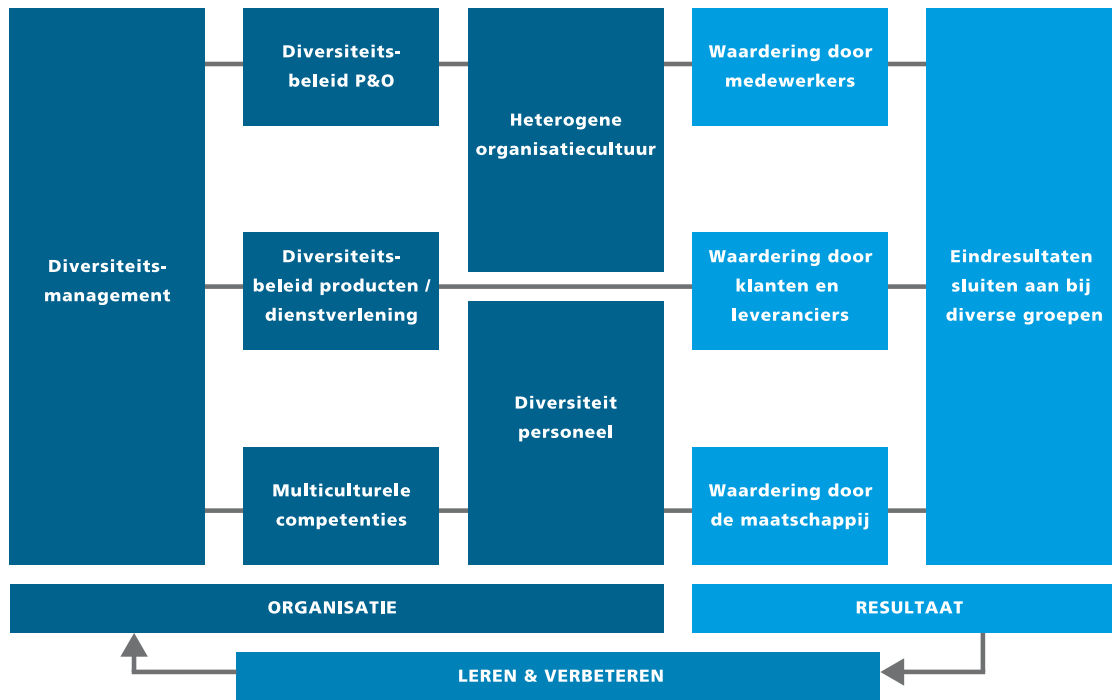 Diversiteits-
beleid P&O
Waardering door
medewerkers
Heterogene
organisatiecultuur
Diversiteits-
management
Diversiteits-
beleid producten /
dienstverlening
Waardering door
klanten en
leveranciers
Eindresultaten
sluiten aan bij
diverse groepen
Diversiteit
personeel
Multiculturele
competenties
Waardering door
de maatschappij
ORGANISATIE
RESULTAAT
LEREN & VERBETEREN